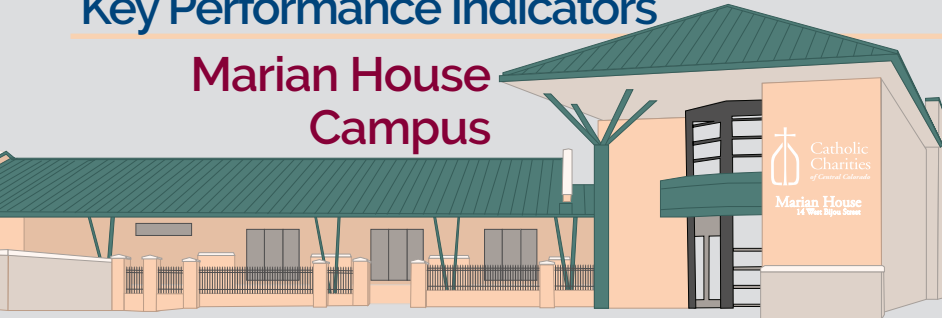 Key Performance Indicators
Marian House
Campus
Catholic
Charities
of Central Colorado
Marian House
14 West Bijou Street